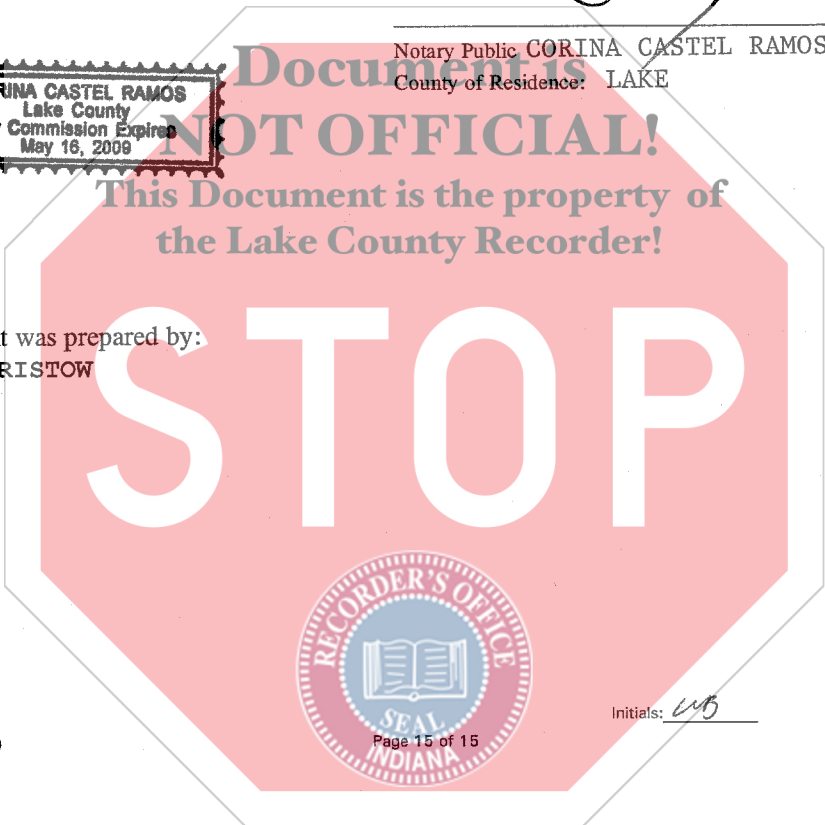 Notary Public CORINA CASTEL RAMOS
County of Residence: LAKE
INA CASTEL RAMOS
Lake County
Commission Expires
May 16, 2009
Document is
NOT OFFICIAL!
This Document is the property of
the Lake County Recorder!
t was prepared by:
RISTOW
STOP
RECORDER'S OFFICE
SEAL
INDIANA
Initials: WB
Page 15 of 15